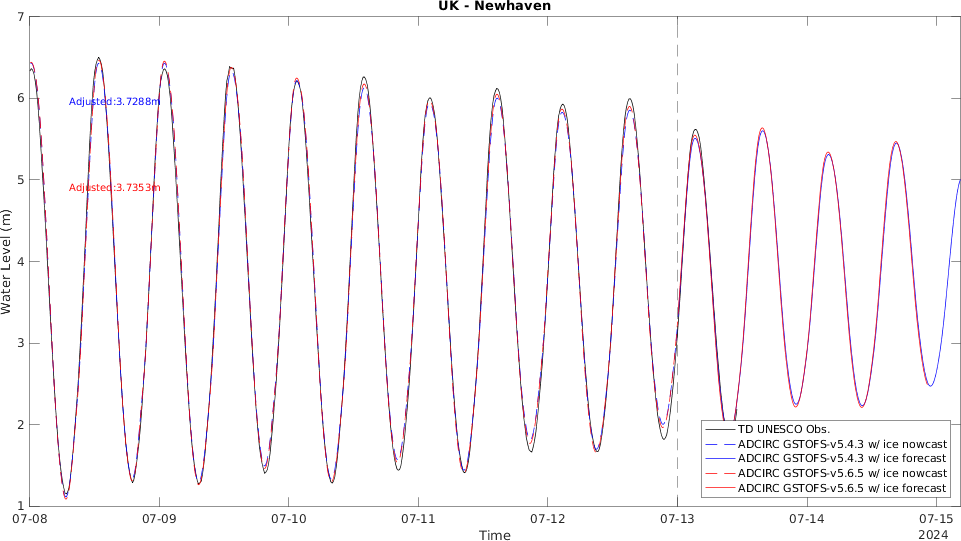 UK - Newhaven
7
6
5
4
3
2
1
Water Level (m)
Adjusted:3.7288m
Adjusted:3.7353m
TD UNESCO Obs.
ADCIRC GSTOFS-v5.4.3 w/ ice nowcast
ADCIRC GSTOFS-v5.4.3 w/ ice forecast
ADCIRC GSTOFS-v5.6.5 w/ ice nowcast
ADCIRC GSTOFS-v5.6.5 w/ ice forecast
07-08 07-09 07-10 07-11 07-12 07-13 07-14 07-15
Time
2024